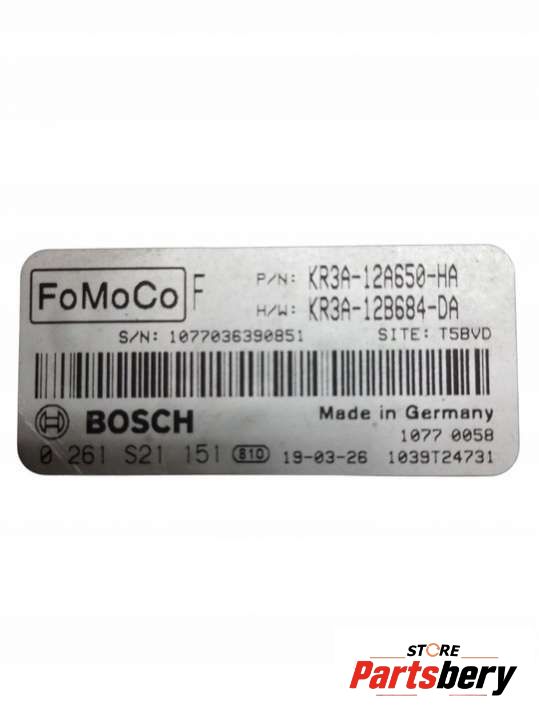 FoMoCo F P/N: KR3A-12A650-HA
H/W: KR3A-12B684-DA
S/N: 1077036390851 SITE: T5BVD
BOSCH Made in Germany
1077 0058
0 261 S21 151 B10 19-03-26 1039T24731
STORE
Partsbery